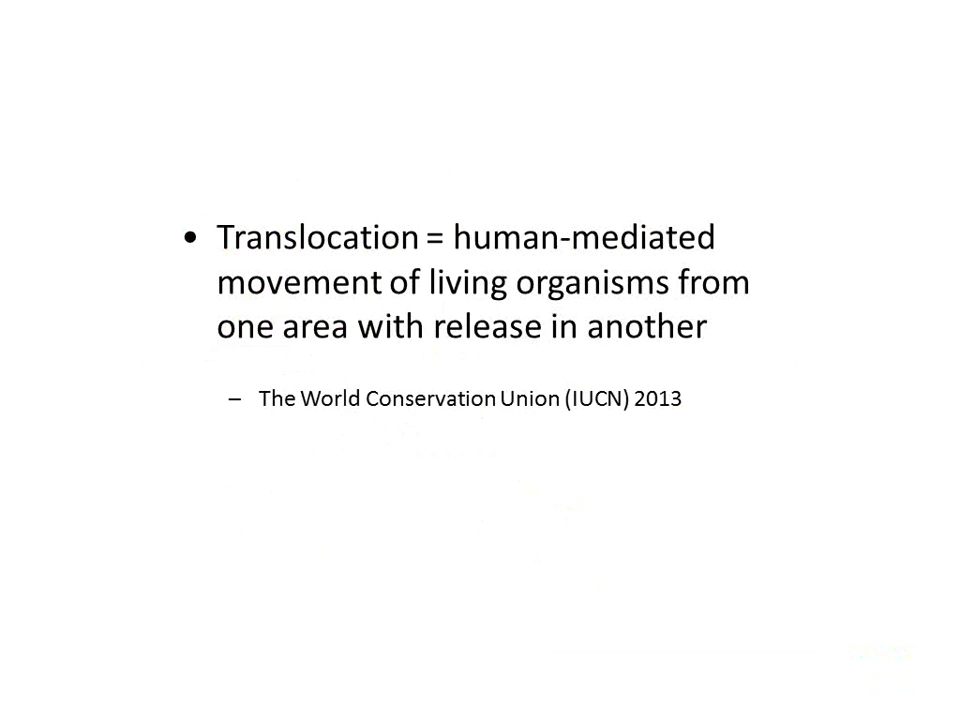 • Translocation = human-mediated
movement of living organisms from
one area with release in another
– The World Conservation Union (IUCN) 2013